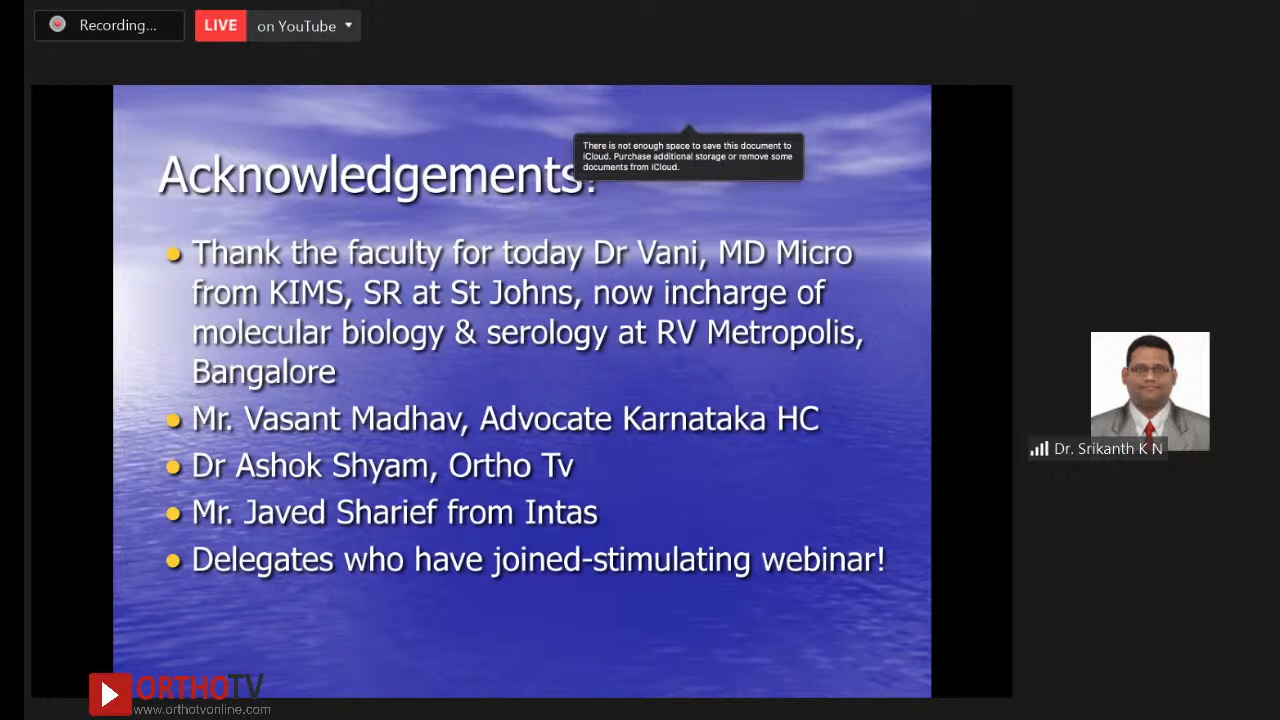 Recording...
LIVE on YouTube
There is not enough space to save this document to
iCloud. Purchase additional storage or remove some
documents from iCloud.
Acknowledgements!
Thank the faculty for today Dr Vani, MD Micro
from KIMS, SR at St Johns, now incharge of
molecular biology & serology at RV Metropolis,
Bangalore
Mr. Vasant Madhav, Advocate Karnataka HC
Dr Ashok Shyam, Ortho Tv
Mr. Javed Sharief from Intas
Delegates who have joined-stimulating webinar!
Dr. Srikanth K N
ORTHOTV
www.orthotvonline.com